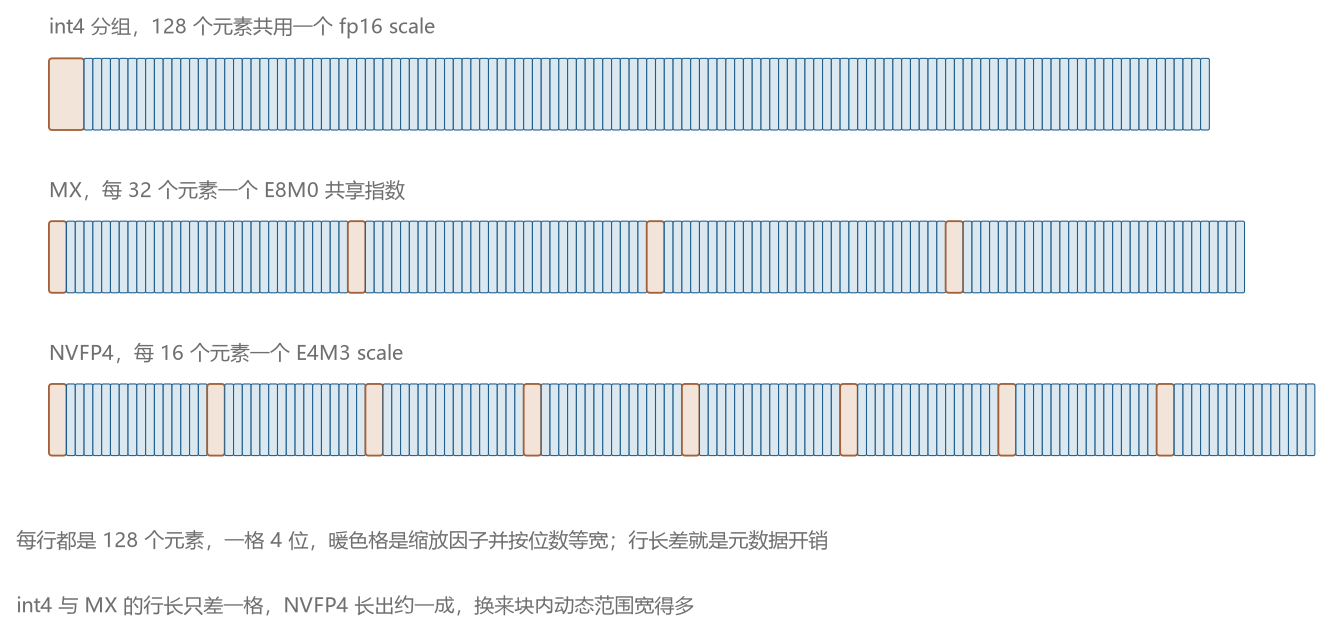 int4 分组，128 个元素共用一个 fp16 scale
MX，每 32 个元素一个 E8M0 共享指数
NVFP4，每 16 个元素一个 E4M3 scale
每行都是 128 个元素，一格 4 位，暖色格是缩放因子并按位数等宽；行长差就是元数据开销
int4 与 MX 的行长只差一格，NVFP4 长出约一成，换来块内动态范围宽得多